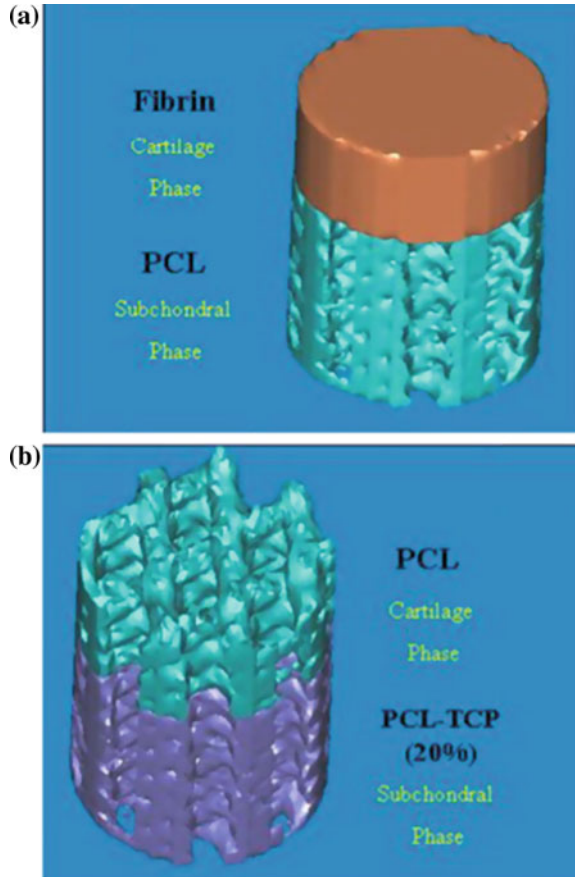 (a)
Fibrin
Cartilage
Phase
PCL
Subchondral
Phase
(b)
PCL
Cartilage
Phase
PCL-TCP
(20%)
Subchondral
Phase